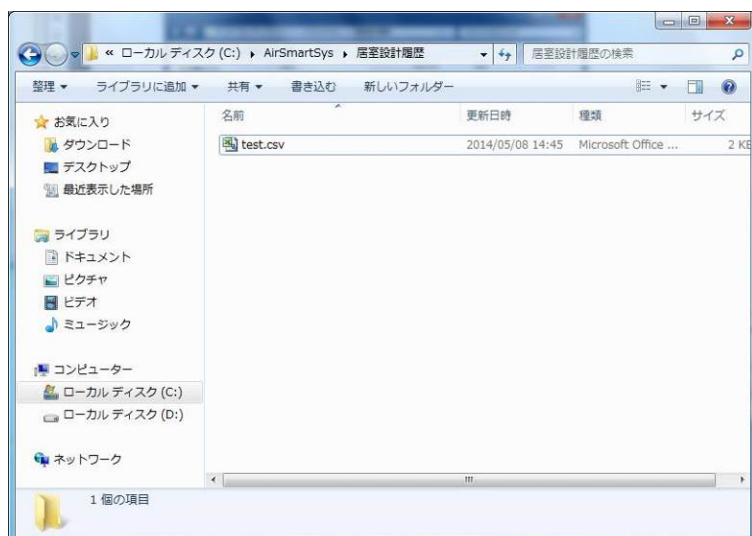 « ローカル ディスク (C:) ▸ AirSmartSys ▸ 居室設計履歴
居室設計履歴の検索
整理 ライブラリに追加 共有 書き込む 新しいフォルダー
名前 更新日時 種類 サイズ
test.csv 2014/05/08 14:45 Microsoft Office ... 2 KB
お気に入り
ダウンロード
デスクトップ
最近表示した場所
ライブラリ
ドキュメント
ピクチャ
ビデオ
ミュージック
コンピューター
ローカル ディスク (C:)
ローカル ディスク (D:)
ネットワーク
1 個の項目